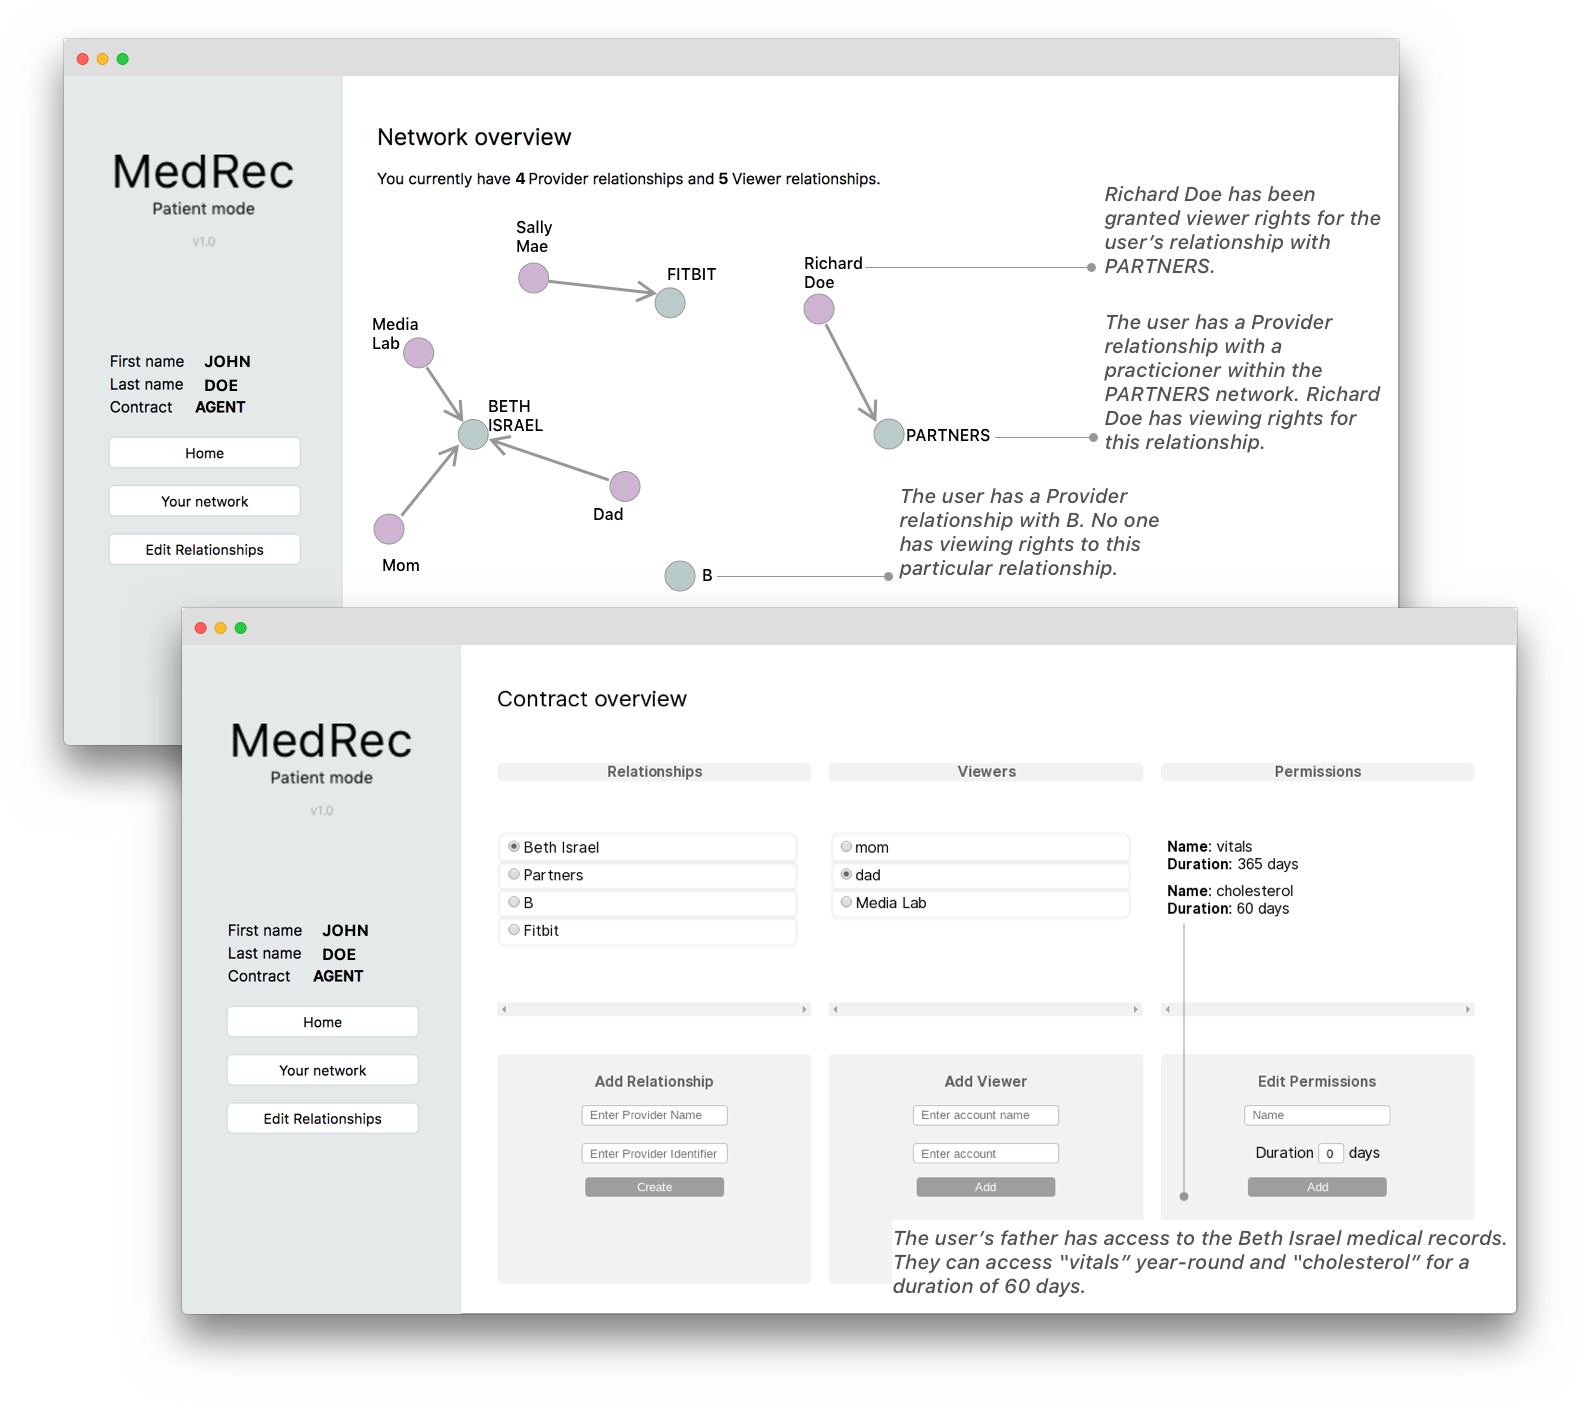 MedRec
Patient mode
v1.0
First name JOHN
Last name DOE
Contract AGENT
Home
Your network
Edit Relationships
Network overview
You currently have 4 Provider relationships and 5 Viewer relationships.
Sally
Mae
FITBIT
Richard
Doe
Media
Lab
BETH
ISRAEL
PARTNERS
Dad
Mom
B
Richard Doe has been
granted viewer rights for the
user’s relationship with
PARTNERS.
The user has a Provider
relationship with a
practicioner within the
PARTNERS network. Richard
Doe has viewing rights for
this relationship.
The user has a Provider
relationship with B. No one
has viewing rights to this
particular relationship.
MedRec
Patient mode
v1.0
First name JOHN
Last name DOE
Contract AGENT
Home
Your network
Edit Relationships
Contract overview
Relationships
Beth Israel
Partners
B
Fitbit
Viewers
mom
dad
Media Lab
Permissions
Name: vitals
Duration: 365 days
Name: cholesterol
Duration: 60 days
Add Relationship
Enter Provider Name
Enter Provider Identifier
Create
Add Viewer
Enter account name
Enter account
Add
Edit Permissions
Name
Duration 0 days
Add
The user’s father has access to the Beth Israel medical records.
They can access "vitals” year-round and "cholesterol” for a
duration of 60 days.